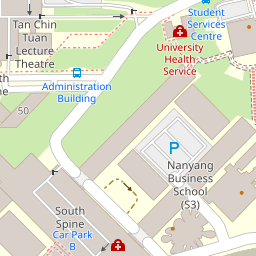 Tan Chin
Tuan
Lecture
Theatre
Student
Services
Centre
University
Health
Service
Administration
Building
50
P
Nanyang
Business
School
(S3)
South
Spine
Car Park
B